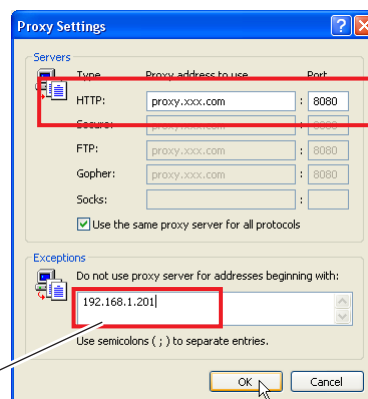 Proxy Settings
Servers
Type Proxy address to use Port
HTTP: proxy.xxx.com : 8080
Secure: proxy.xxx.com : 8080
FTP: proxy.xxx.com : 8080
Gopher: proxy.xxx.com : 8080
Socks: :
Use the same proxy server for all protocols
Exceptions
Do not use proxy server for addresses beginning with:
192.168.1.201
Use semicolons ( ; ) to separate entries.
OK Cancel